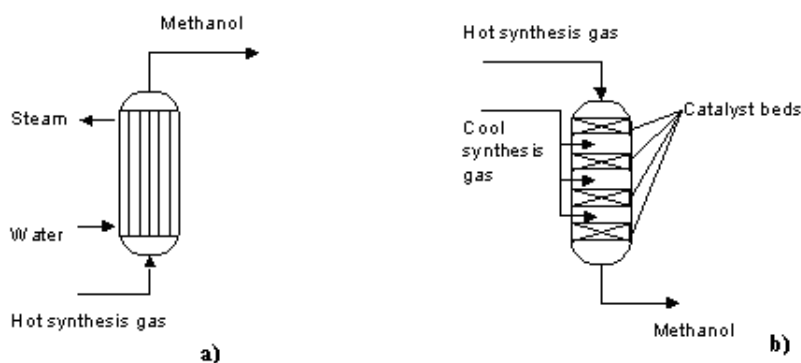 Methanol
Steam
Water
Hot synthesis gas
a)
Hot synthesis gas
Cool
synthesis
gas
Catalyst beds
Methanol
b)